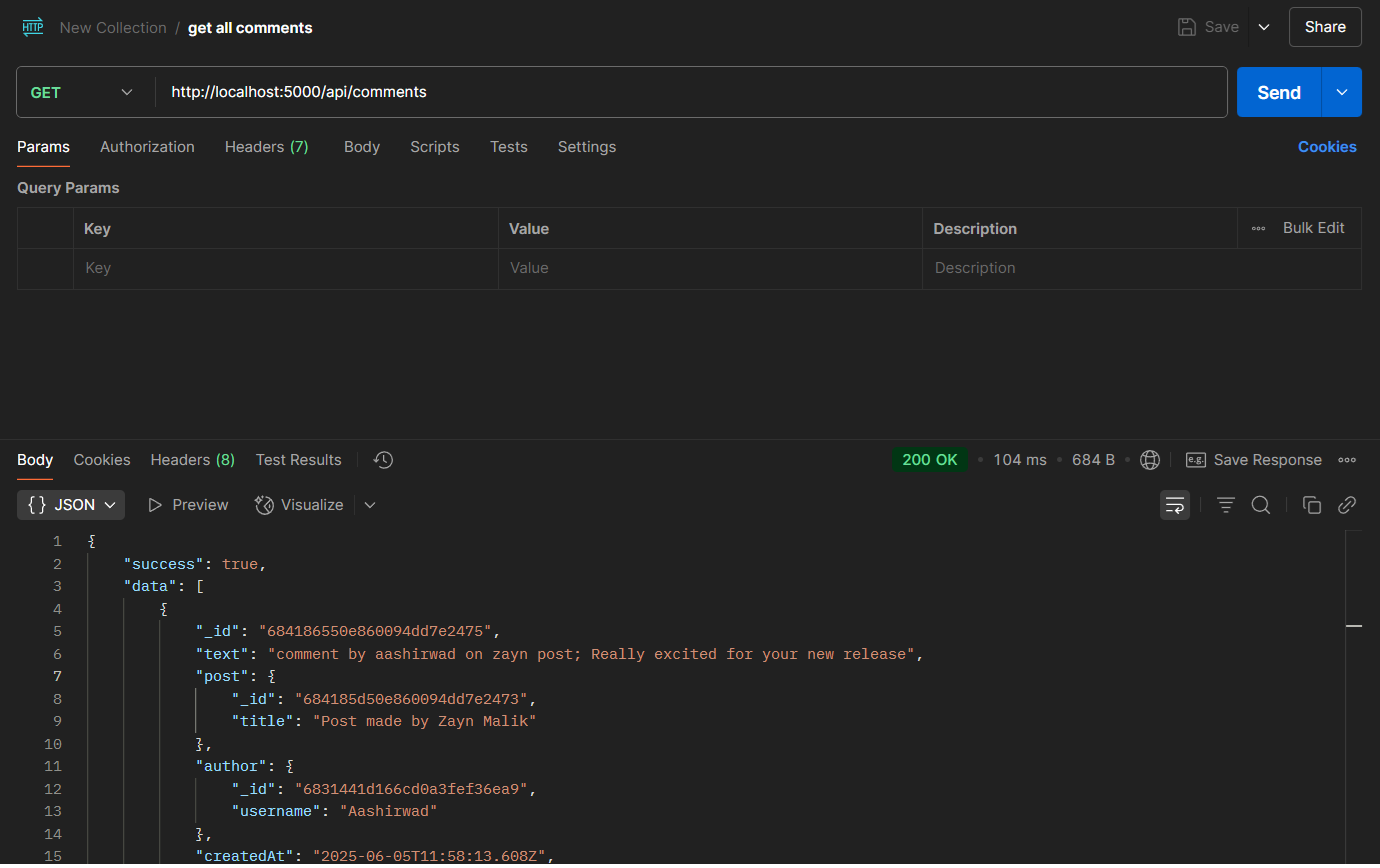 HTTP New Collection / get all comments Save Share
GET http://localhost:5000/api/comments Send
Params Authorization Headers (7) Body Scripts Tests Settings Cookies
Query Params
Key Value Description Bulk Edit
Key Value Description
Body Cookies Headers (8) Test Results 200 OK • 104 ms • 684 B • e.g. Save Response
{} JSON Preview Visualize
1 {
2 "success": true,
3 "data": [
4 {
5 "_id": "684186550e860094dd7e2475",
6 "text": "comment by aashirwad on zayn post; Really excited for your new release",
7 "post": {
8 "_id": "684185d50e860094dd7e2473",
9 "title": "Post made by Zayn Malik"
10 },
11 "author": {
12 "_id": "6831441d166cd0a3fef36ea9",
13 "username": "Aashirwad"
14 },
15 "createdAt": "2025-06-05T11:58:13.608Z",